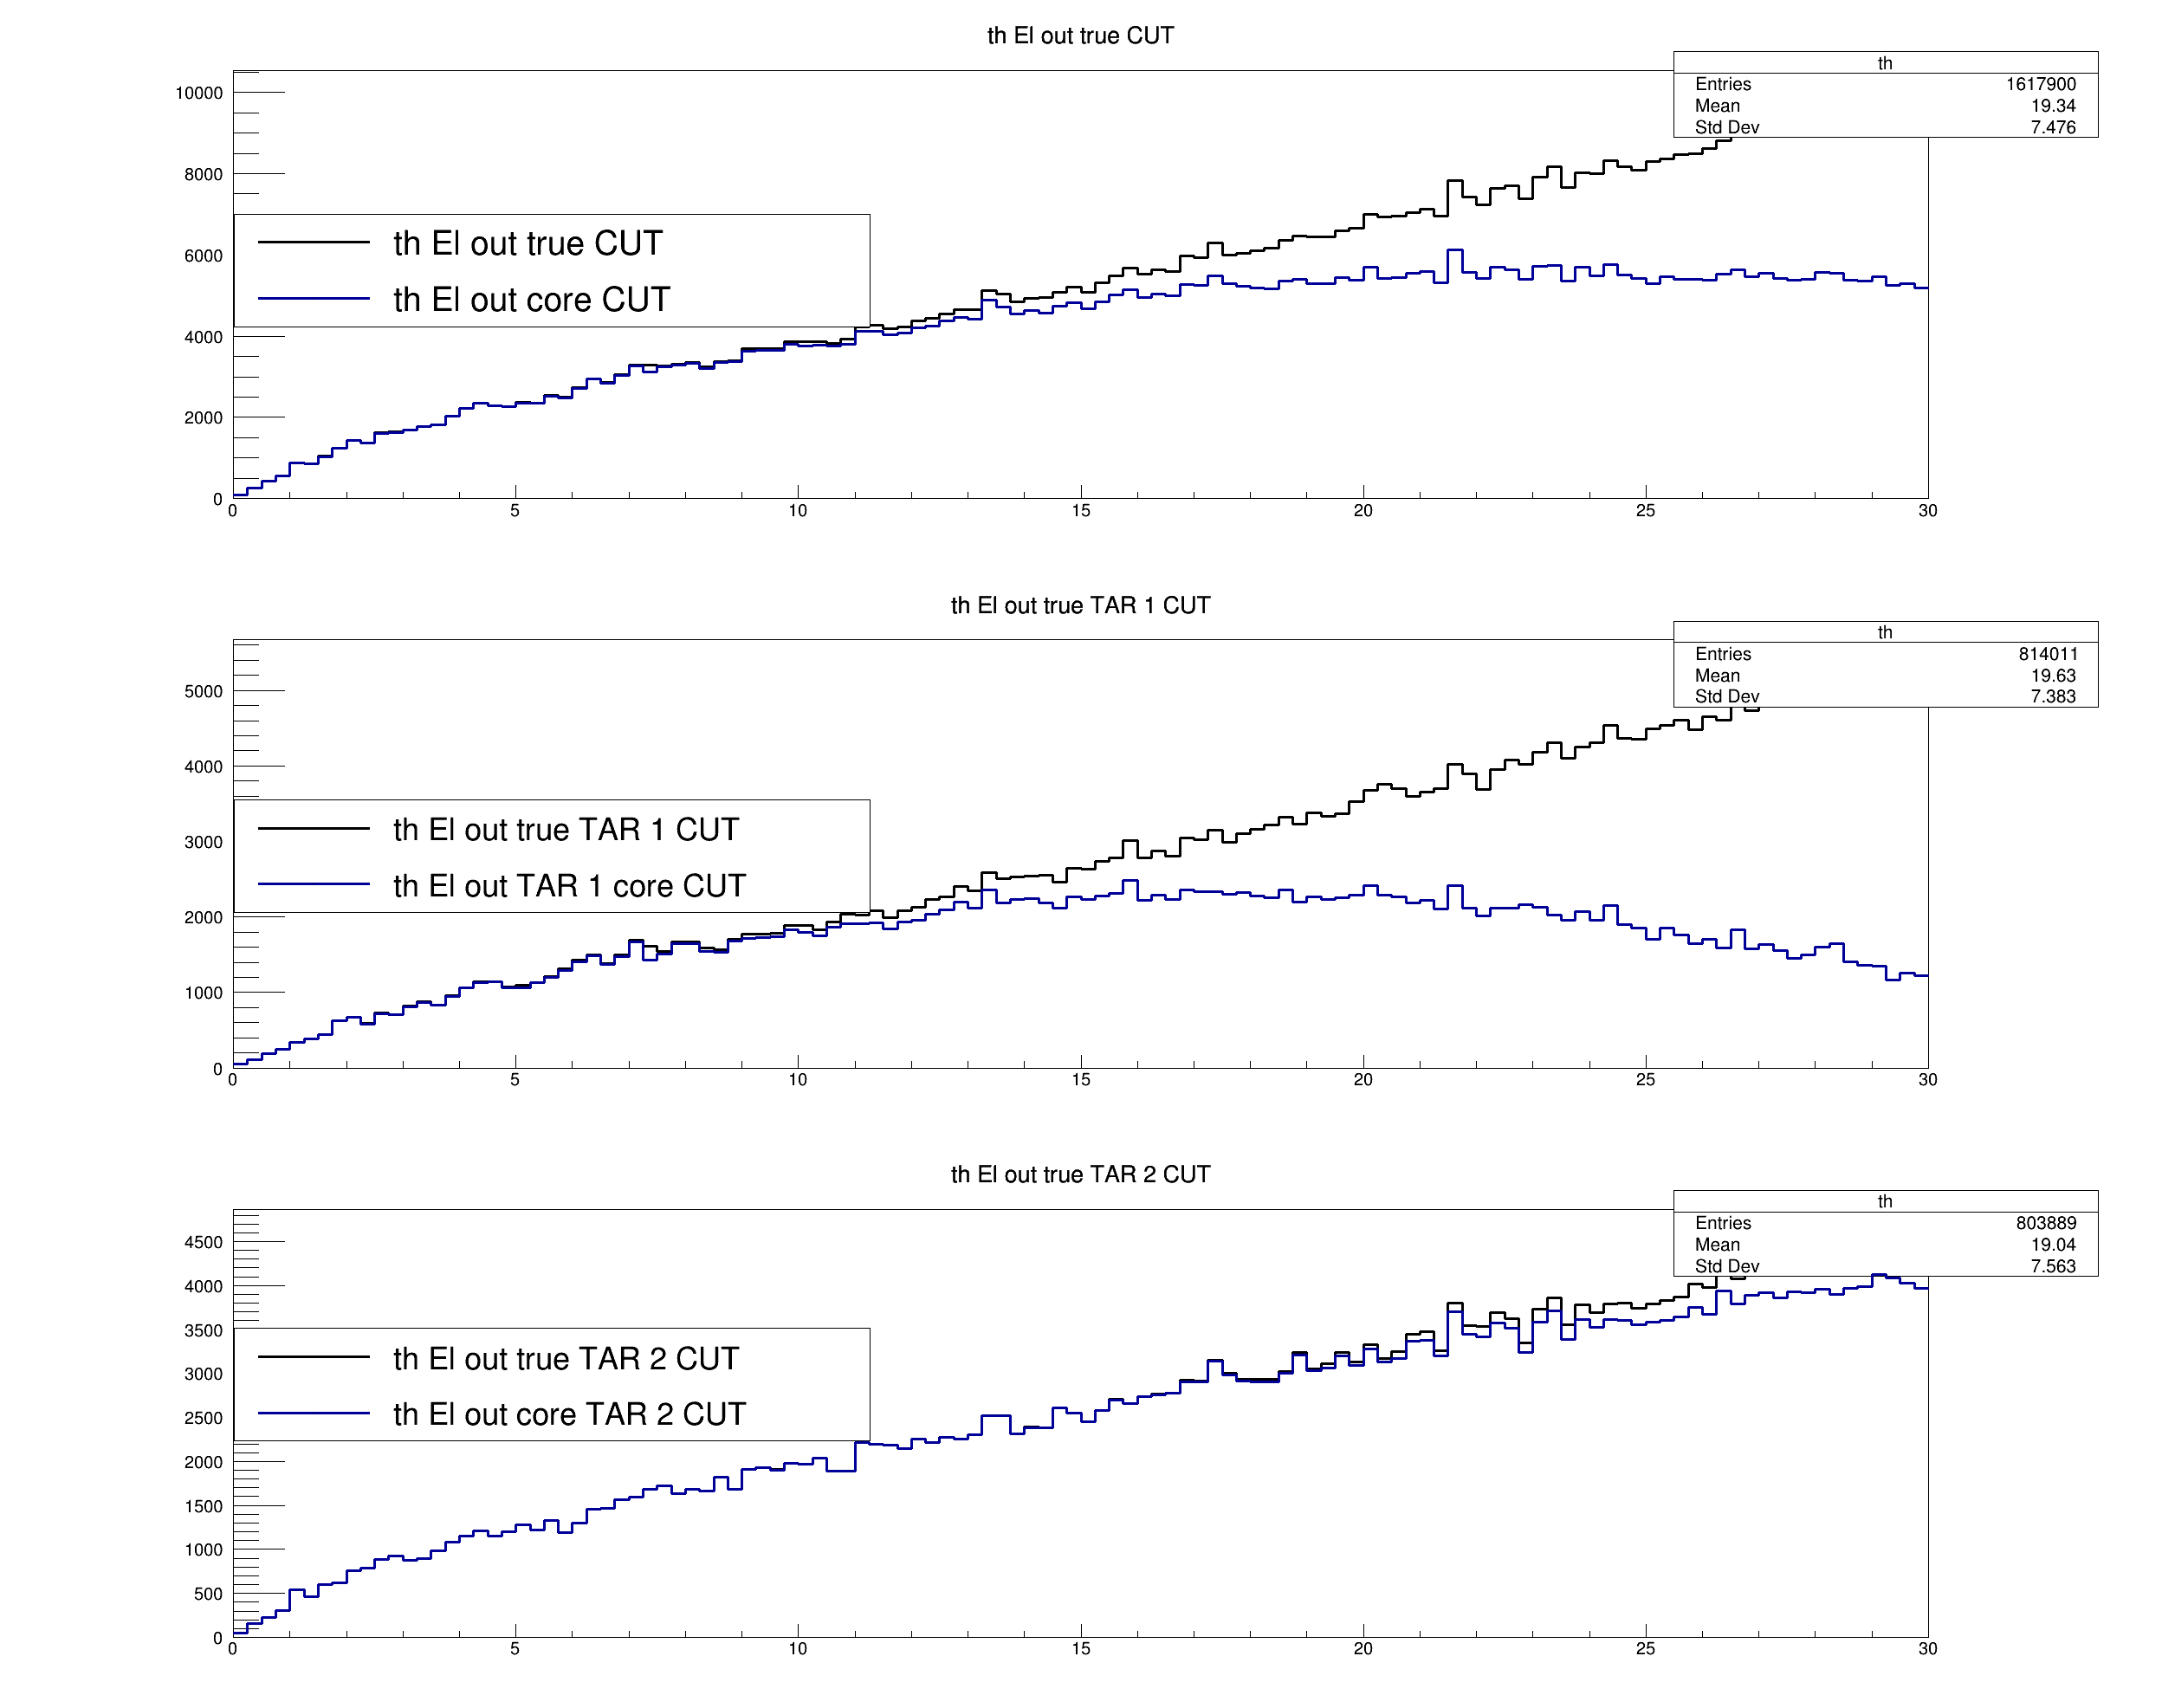 th El out true CUT
th
Entries 1617900
Mean 19.34
Std Dev 7.476
10000
8000
6000
4000
2000
0
th El out true CUT
th El out core CUT
0 5 10 15 20 25 30
th El out true TAR 1 CUT
th
Entries 814011
Mean 19.63
Std Dev 7.383
5000
4000
3000
2000
1000
0
th El out true TAR 1 CUT
th El out TAR 1 core CUT
0 5 10 15 20 25 30
th El out true TAR 2 CUT
th
Entries 803889
Mean 19.04
Std Dev 7.563
4500
4000
3500
3000
2500
2000
1500
1000
500
0
th El out true TAR 2 CUT
th El out core TAR 2 CUT
0 5 10 15 20 25 30